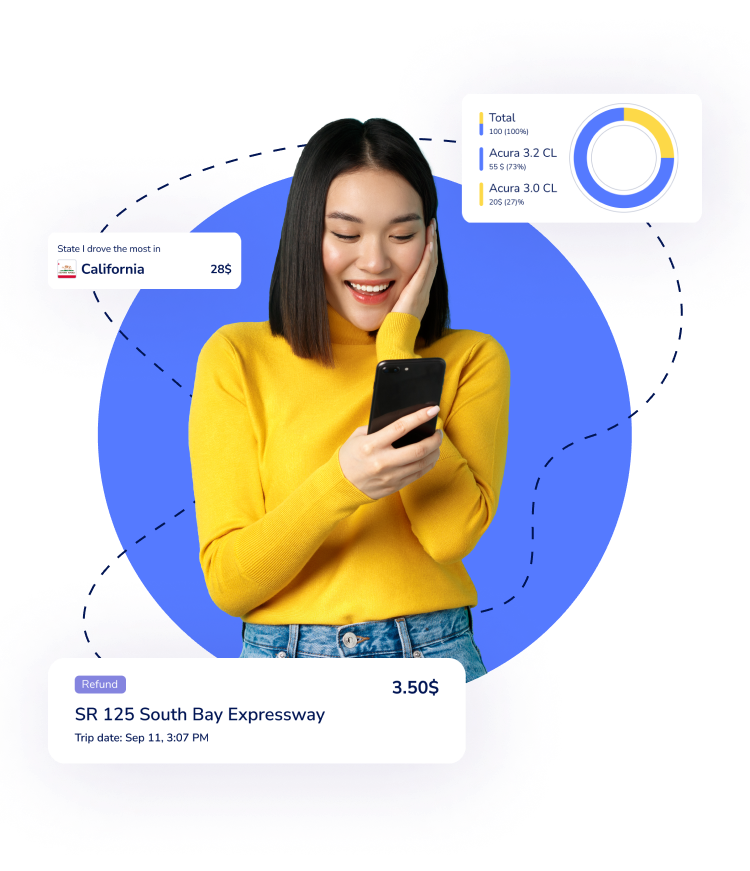 Total
100 (100%)
Acura 3.2 CL
55 $ (73%)
Acura 3.0 CL
20$ (27)%
State I drove the most in
California
28$
Refund
3.50$
SR 125 South Bay Expressway
Trip date: Sep 11, 3:07 PM